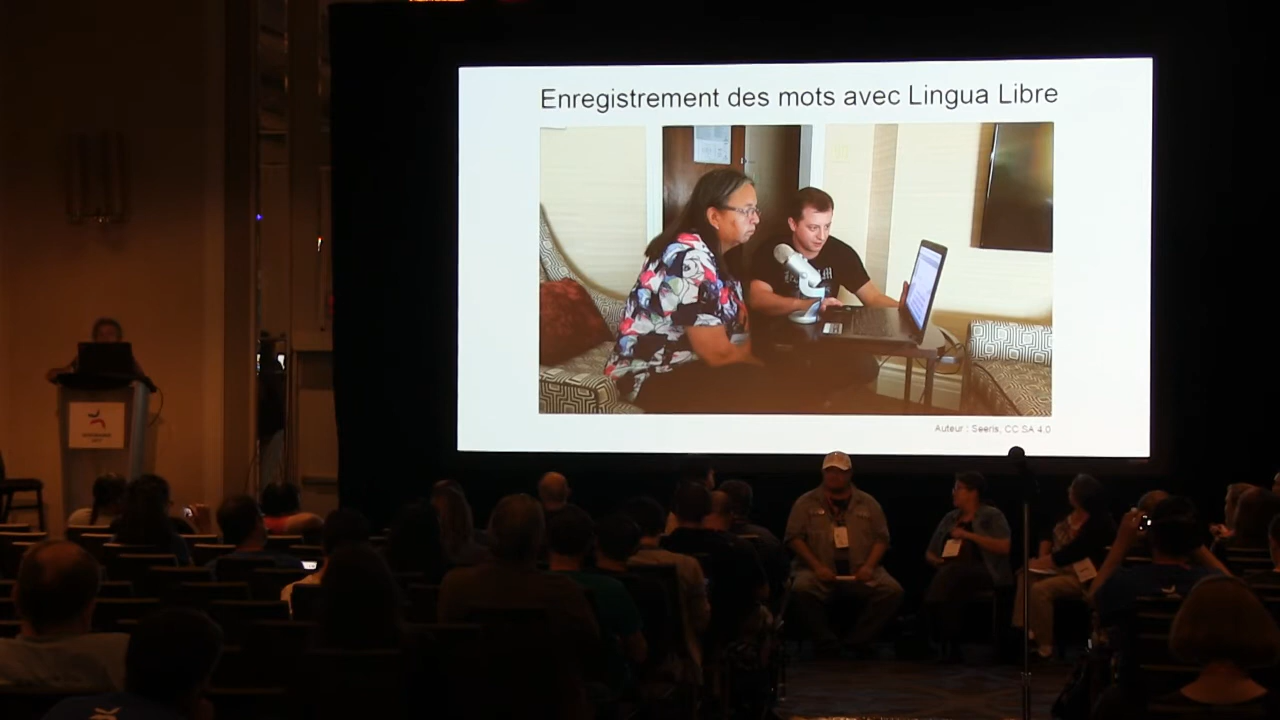 Enregistrement des mots avec Lingua Libre
Auteur : Seeris, CC SA 4.0